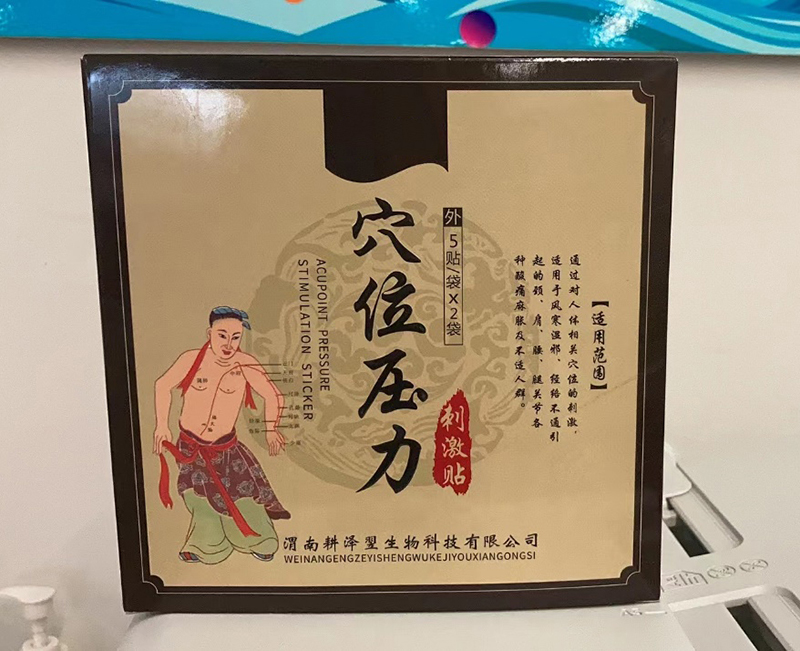 穴位压力
刺激贴
ACUPOINT PRESSURE
STIMULATION STICKER
外 5贴/袋X2袋
【适用范围】
通过对人体相关穴位的刺激,
适用于风寒湿邪、经络不通引
起的颈、肩、腰、腿关节各
种酸痛麻胀及不适人群。
渭南耕泽翌生物科技有限公司
WEINANGENGZEYISHENGWUKEJIYOUXIANGONGSI